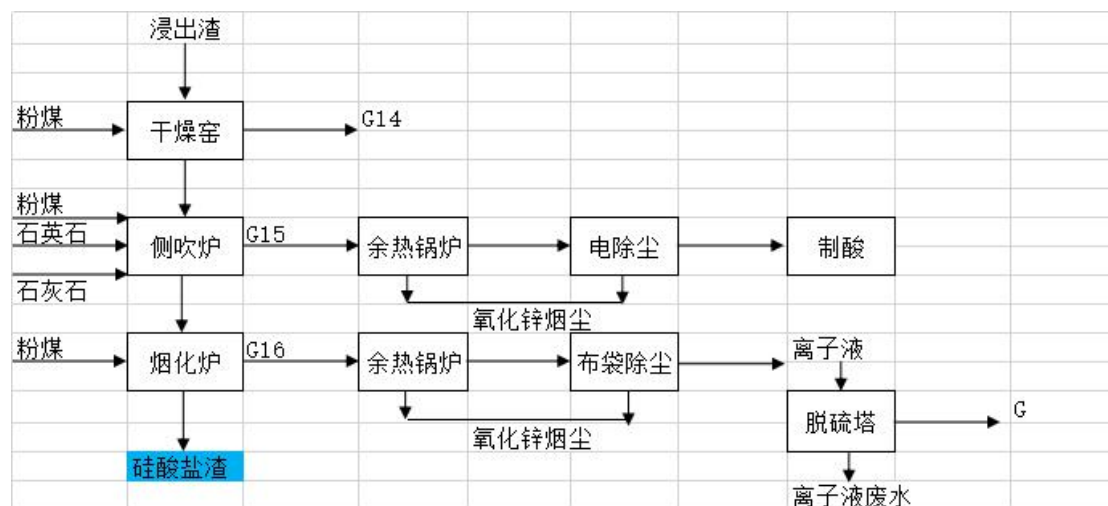 浸出渣
粉煤
干燥窑
G14
粉煤
石英石
石灰石
侧吹炉
G15
余热锅炉
电除尘
制酸
氧化锌烟尘
粉煤
烟化炉
G16
余热锅炉
布袋除尘
离子液
氧化锌烟尘
脱硫塔
G
硅酸盐渣
离子液废水